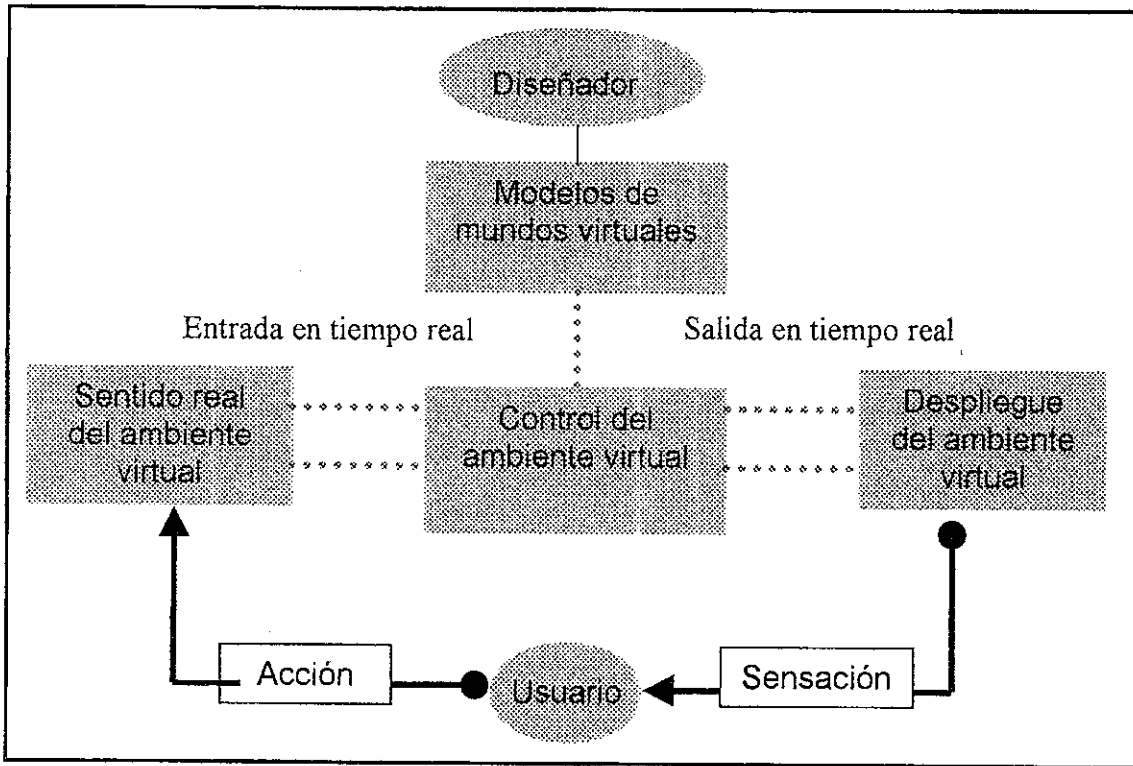 Diseñador
Modelos de
mundos virtuales
Entrada en tiempo real
Salida en tiempo real
Sentido real
del ambiente
virtual
Control del
ambiente virtual
Despliegue
del ambiente
virtual
Acción
Usuario
Sensación